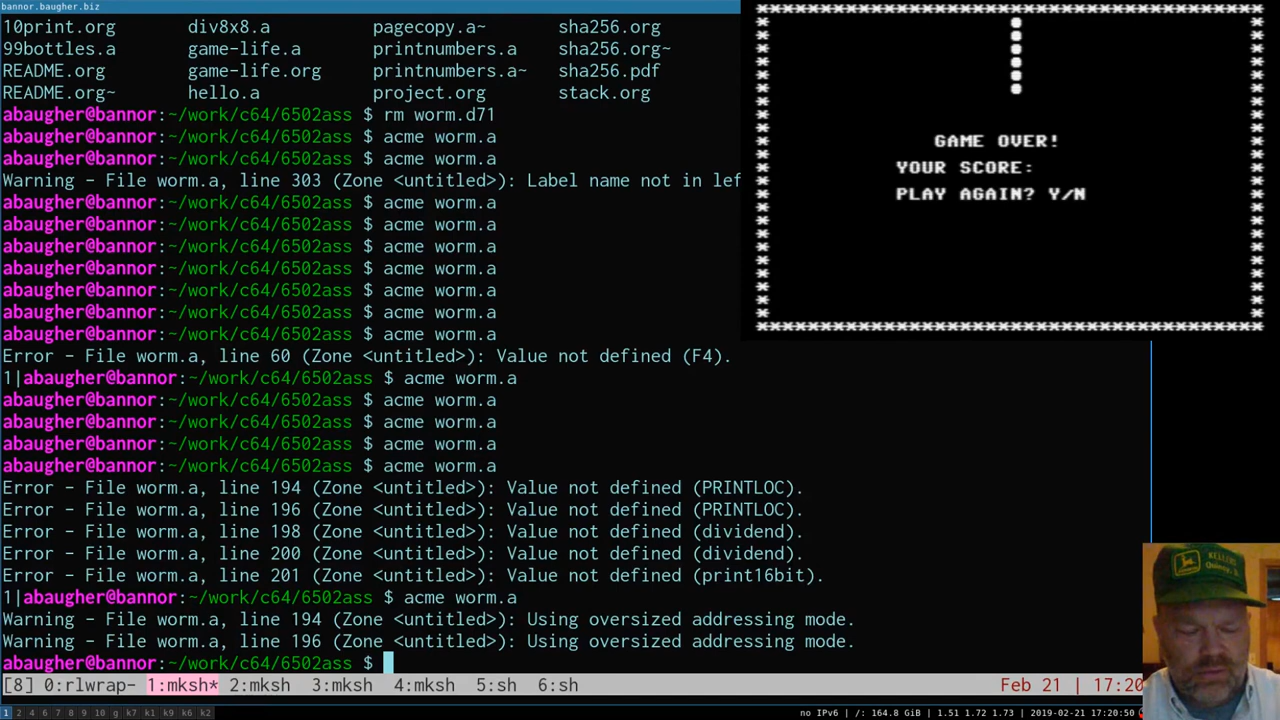 bannor.baugher.biz
10print.org div8x8.a pagecopy.a~ sha256.org
99bottles.a game-life.a printnumbers.a sha256.org~
README.org game-life.org printnumbers.a~ sha256.pdf
README.org~ hello.a project.org stack.org
abaugher@bannor:~/work/c64/6502ass $ rm worm.d71
abaugher@bannor:~/work/c64/6502ass $ acme worm.a
abaugher@bannor:~/work/c64/6502ass $ acme worm.a
Warning - File worm.a, line 303 (Zone <untitled>): Label name not in lef
abaugher@bannor:~/work/c64/6502ass $ acme worm.a
abaugher@bannor:~/work/c64/6502ass $ acme worm.a
abaugher@bannor:~/work/c64/6502ass $ acme worm.a
abaugher@bannor:~/work/c64/6502ass $ acme worm.a
abaugher@bannor:~/work/c64/6502ass $ acme worm.a
abaugher@bannor:~/work/c64/6502ass $ acme worm.a
abaugher@bannor:~/work/c64/6502ass $ acme worm.a
Error - File worm.a, line 60 (Zone <untitled>): Value not defined (F4).
1|abaugher@bannor:~/work/c64/6502ass $ acme worm.a
abaugher@bannor:~/work/c64/6502ass $ acme worm.a
abaugher@bannor:~/work/c64/6502ass $ acme worm.a
abaugher@bannor:~/work/c64/6502ass $ acme worm.a
abaugher@bannor:~/work/c64/6502ass $ acme worm.a
Error - File worm.a, line 194 (Zone <untitled>): Value not defined (PRINTLOC).
Error - File worm.a, line 196 (Zone <untitled>): Value not defined (PRINTLOC).
Error - File worm.a, line 198 (Zone <untitled>): Value not defined (dividend).
Error - File worm.a, line 200 (Zone <untitled>): Value not defined (dividend).
Error - File worm.a, line 201 (Zone <untitled>): Value not defined (print16bit).
1|abaugher@bannor:~/work/c64/6502ass $ acme worm.a
Warning - File worm.a, line 194 (Zone <untitled>): Using oversized addressing mode.
Warning - File worm.a, line 196 (Zone <untitled>): Using oversized addressing mode.
abaugher@bannor:~/work/c64/6502ass $
[8] 0:rlwrap- 1:mksh* 2:mksh 3:mksh 4:mksh 5:sh 6:sh Feb 21 | 17:20
1 2 3 4 5 6 7 8 9 10 g k7 k1 k9 k6 k2 no IPv6 | /: 164.8 GiB | 1.51 1.72 1.73 | 2019-02-21 17:20:50
GAME OVER!
YOUR SCORE:
PLAY AGAIN? Y/N